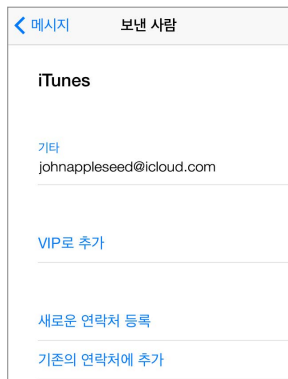 메시지 보낸 사람
iTunes
기타
johnappleseed@icloud.com
VIP로 추가
새로운 연락처 등록
기존의 연락처에 추가